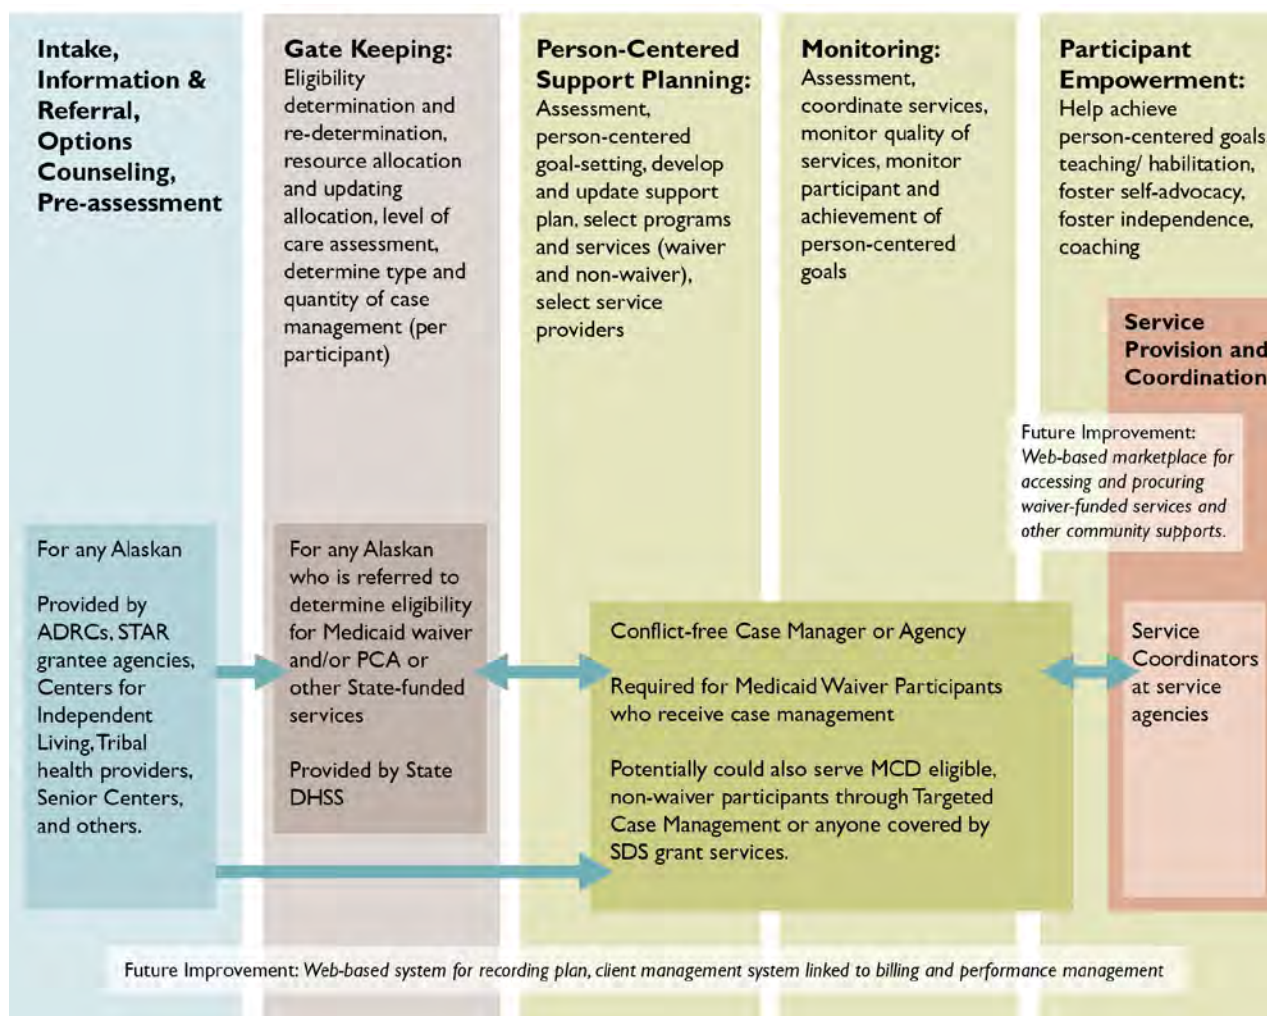 Intake,
Information &
Referral,
Options
Counseling,
Pre-assessment
Gate Keeping:
Eligibility
determination and
re-determination,
resource allocation
and updating
allocation, level of
care assessment,
determine type and
quantity of case
management (per
participant)
Person-Centered
Support Planning:
Assessment,
person-centered
goal-setting, develop
and update support
plan, select programs
and services (waiver
and non-waiver),
select service
providers
Monitoring:
Assessment,
coordinate services,
monitor quality of
services, monitor
participant and
achievement of
person-centered
goals
Participant
Empowerment:
Help achieve
person-centered goals
teaching/ habilitation,
foster self-advocacy,
foster independence,
coaching
Service
Provision and
Coordination
Future Improvement:
Web-based marketplace for
accessing and procuring
waiver-funded services and
other community supports.
For any Alaskan
Provided by
ADRCs, STAR
grantee agencies,
Centers for
Independent
Living, Tribal
health providers,
Senior Centers,
and others.
For any Alaskan
who is referred to
determine eligibility
for Medicaid waiver
and/or PCA or
other State-funded
services
Provided by State
DHSS
Conflict-free Case Manager or Agency
Required for Medicaid Waiver Participants
who receive case management
Potentially could also serve MCD eligible,
non-waiver participants through Targeted
Case Management or anyone covered by
SDS grant services.
Service
Coordinators
at service
agencies
Future Improvement: Web-based system for recording plan, client management system linked to billing and performance management